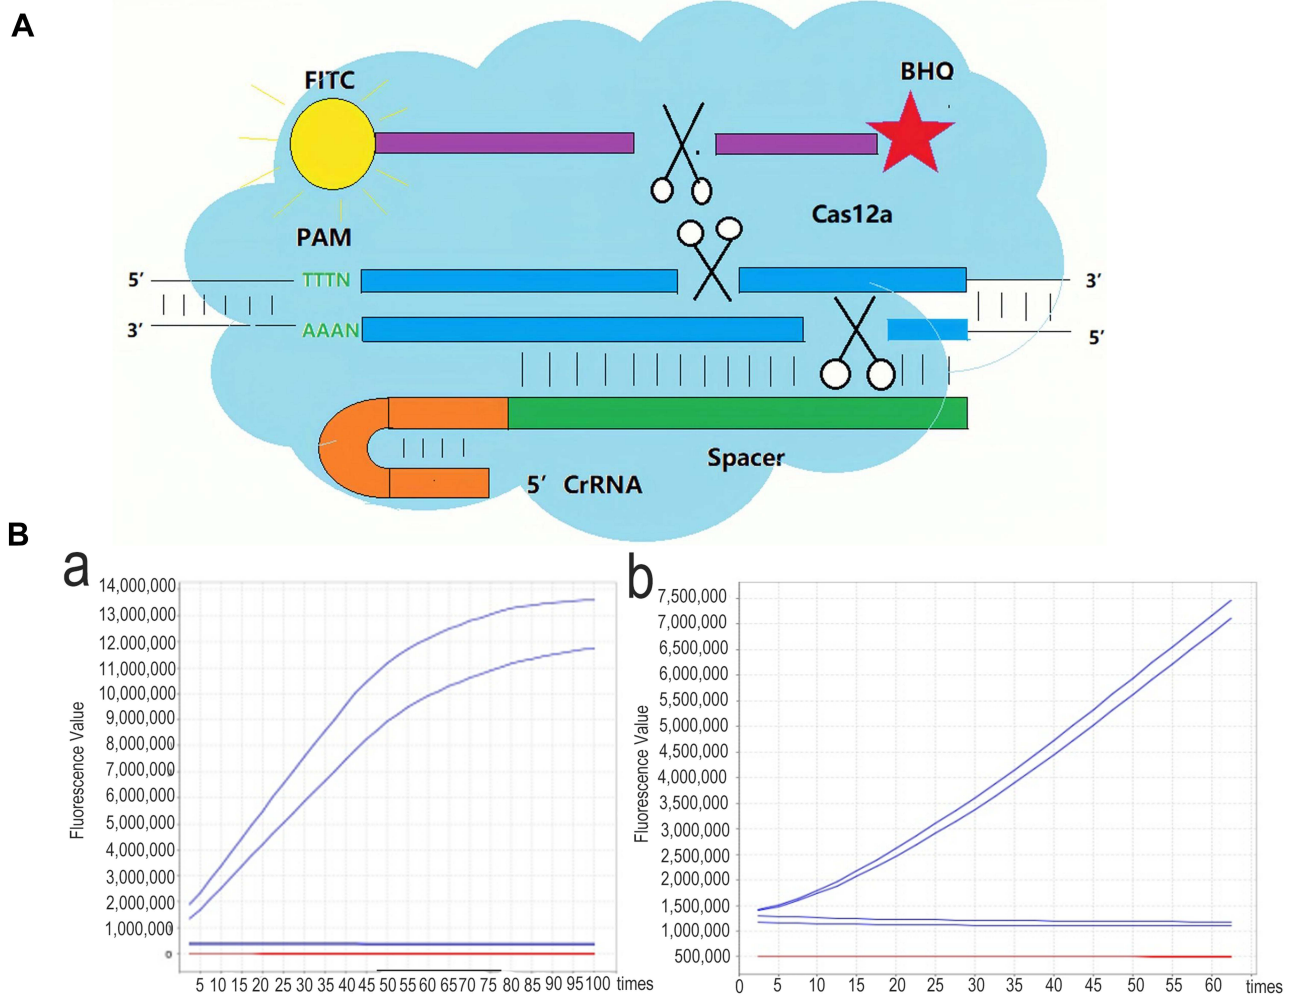 A
FITC
BHQ
Cas12a
PAM
5′ TTTN 3′
3′ AAAN 5′
Spacer
5′ CrRNA
B
a
14,000,000
13,000,000
12,000,000
11,000,000
10,000,000
9,000,000
8,000,000
7,000,000
6,000,000
5,000,000
4,000,000
3,000,000
2,000,000
1,000,000
0
Fluorescence Value
5 10 15 20 25 30 35 40 45 50 55 60 65 70 75 80 85 90 95 100 times
b
7,500,000
7,000,000
6,500,000
6,000,000
5,500,000
5,000,000
4,500,000
4,000,000
3,500,000
3,000,000
2,500,000
2,000,000
1,500,000
1,000,000
500,000
Fluorescence Value
0 5 10 15 20 25 30 35 40 45 50 55 60 times